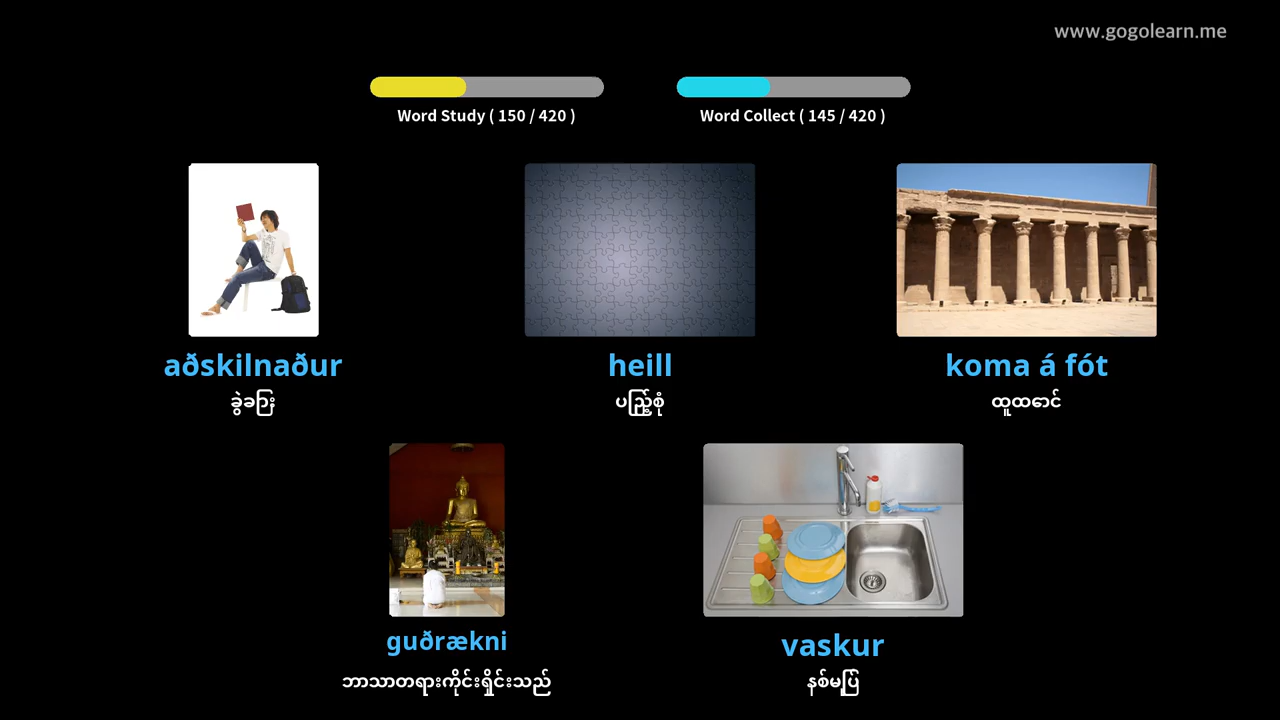 www.gogolearn.me
Word Study ( 150 / 420 )
Word Collect ( 145 / 420 )
aðskilnaður
ခွဲခြား
heill
ပြည့်စုံ
koma á fót
ထူထောင်
guðrækni
ဘာသာတရားကိုင်းရှိုင်းသည်
vaskur
နစ်မြပ်